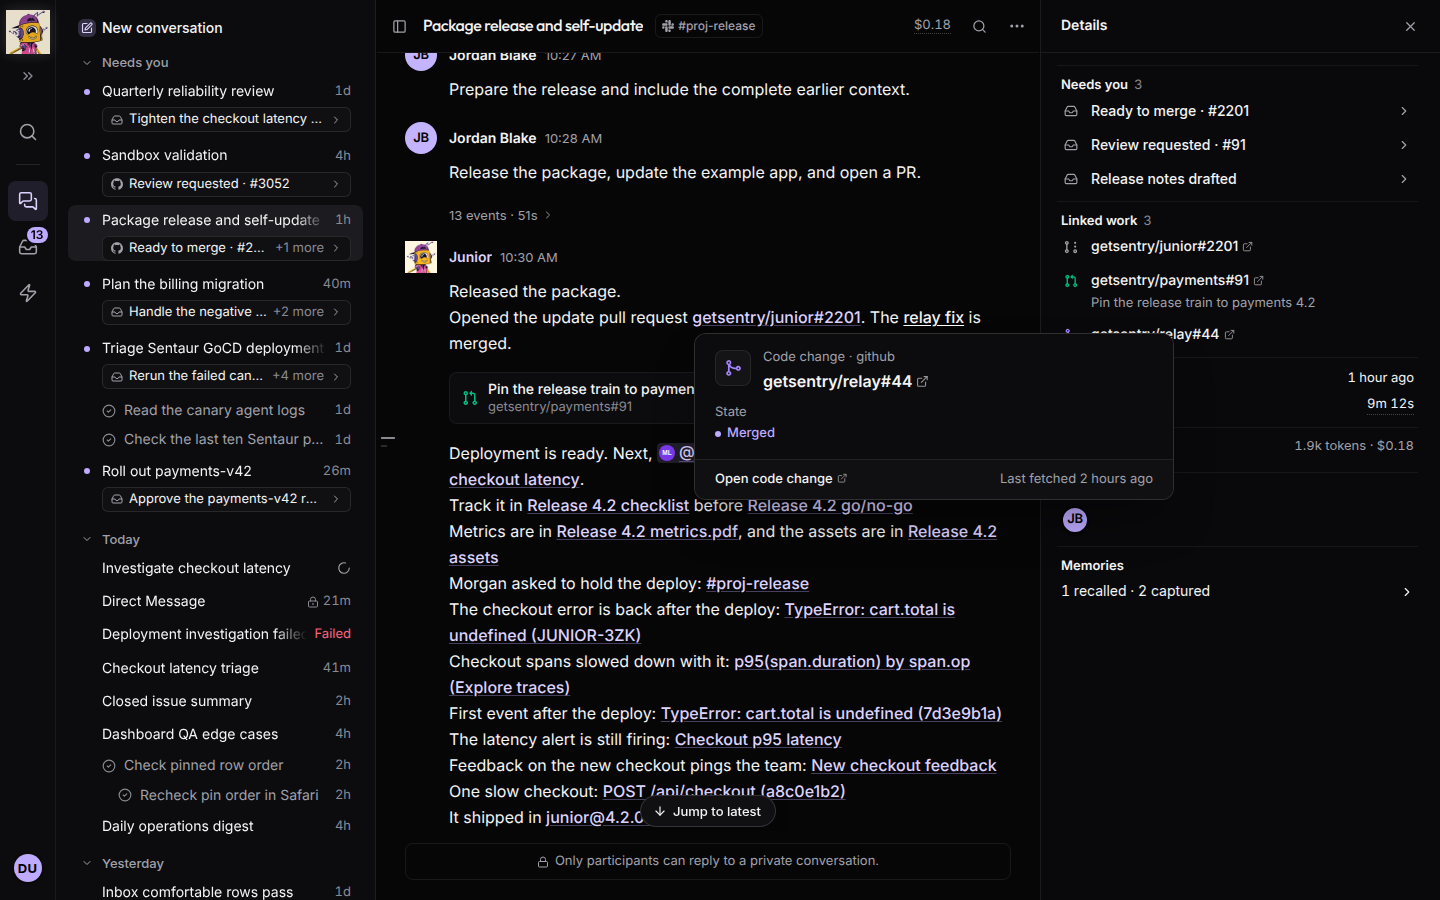 New conversation
Needs you
Quarterly reliability review 1d
Tighten the checkout latency ...
Sandbox validation 4h
Review requested · #3052
Package release and self-update 1h
Ready to merge · #2... +1 more
Plan the billing migration 40m
Handle the negative ... +2 more
Triage Sentaur GoCD deployment 1d
Rerun the failed can... +4 more
Read the canary agent logs 1d
Check the last ten Sentaur p... 1d
Roll out payments-v42 26m
Approve the payments-v42 r...
Today
Investigate checkout latency
Direct Message 21m
Deployment investigation failed Failed
Checkout latency triage 41m
Closed issue summary 2h
Dashboard QA edge cases 4h
Check pinned row order 2h
Recheck pin order in Safari 2h
Daily operations digest 4h
Yesterday
Inbox comfortable rows pass 1d
13
DU
Package release and self-update #proj-release $0.18
JB Jordan Blake 10:27 AM
Prepare the release and include the complete earlier context.
JB Jordan Blake 10:28 AM
Release the package, update the example app, and open a PR.
13 events · 51s
Junior 10:30 AM
Released the package.
Opened the update pull request getsentry/junior#2201. The relay fix is
merged.
Pin the release train to paymen
getsentry/payments#91
Deployment is ready. Next, ML @
checkout latency.
Track it in Release 4.2 checklist before Release 4.2 go/no-go
Metrics are in Release 4.2 metrics.pdf, and the assets are in Release 4.2
assets
Morgan asked to hold the deploy: #proj-release
The checkout error is back after the deploy: TypeError: cart.total is
undefined (JUNIOR-3ZK)
Checkout spans slowed down with it: p95(span.duration) by span.op
(Explore traces)
First event after the deploy: TypeError: cart.total is undefined (7d3e9b1a)
The latency alert is still firing: Checkout p95 latency
Feedback on the new checkout pings the team: New checkout feedback
One slow checkout: POST /api/checkout (a8c0e1b2)
It shipped in junior@4.2.0
Jump to latest
Only participants can reply to a private conversation.
Code change · github
getsentry/relay#44
State
Merged
Open code change Last fetched 2 hours ago
Details
Needs you 3
Ready to merge · #2201
Review requested · #91
Release notes drafted
Linked work 3
getsentry/junior#2201
getsentry/payments#91
Pin the release train to payments 4.2
getsentry/relay#44
1 hour ago
9m 12s
1.9k tokens · $0.18
JB
Memories
1 recalled · 2 captured